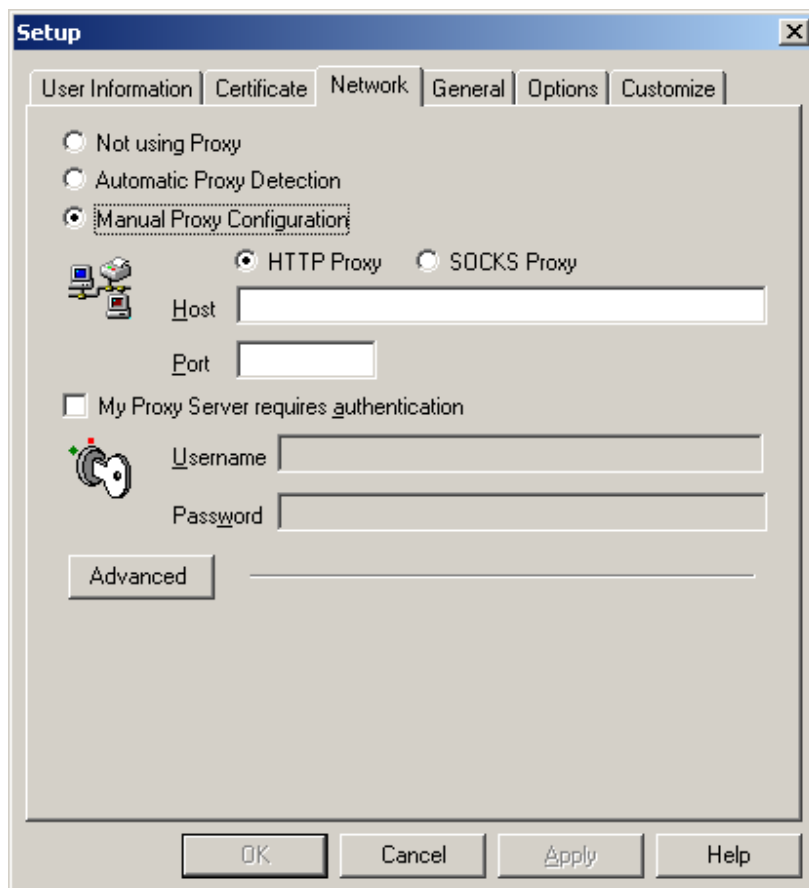 Setup
User Information Certificate Network General Options Customize
Not using Proxy
Automatic Proxy Detection
Manual Proxy Configuration
HTTP Proxy SOCKS Proxy
Host
Port
My Proxy Server requires authentication
Username
Password
Advanced
OK Cancel Apply Help